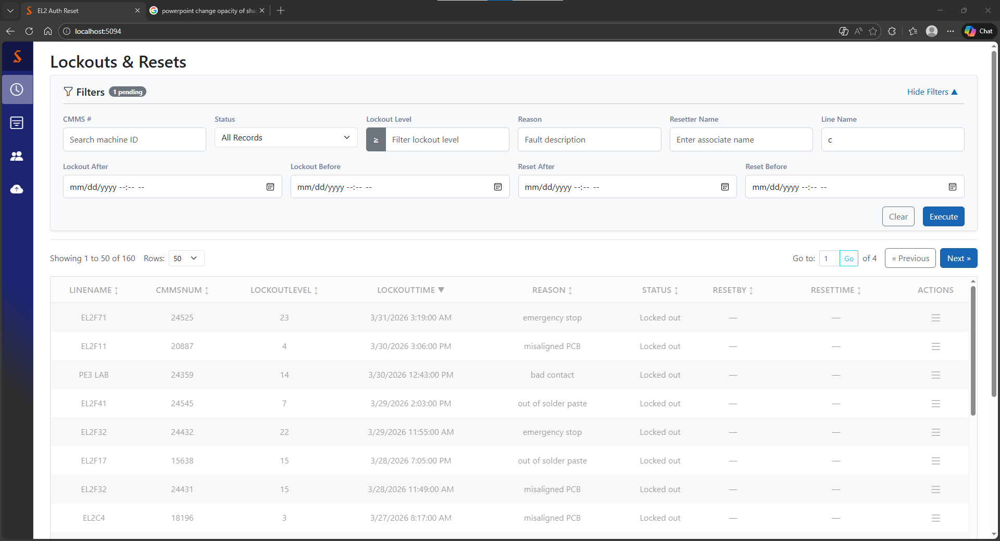 EL2 Auth Reset
powerpoint change opacity of sha
localhost:5094
Chat
Lockouts & Resets
Filters 1 pending Hide Filters ▲
CMMS # Status Lockout Level Reason Resetter Name Line Name
Search machine ID All Records ≥ Filter lockout level Fault description Enter associate name c
Lockout After Lockout Before Reset After Reset Before
mm/dd/yyyy --:-- -- mm/dd/yyyy --:-- -- mm/dd/yyyy --:-- -- mm/dd/yyyy --:-- --
Clear Execute
Showing 1 to 50 of 160 Rows: 50 Go to: 1 Go of 4 « Previous Next »
LINENAME CMMSNUM LOCKOUTLEVEL LOCKOUTTIME ▼ REASON STATUS RESETBY RESETTIME ACTIONS
EL2F71 24525 23 3/31/2026 3:19:00 AM emergency stop Locked out — —
EL2F11 20887 4 3/30/2026 3:06:00 PM misaligned PCB Locked out — —
PE3 LAB 24359 14 3/30/2026 12:43:00 PM bad contact Locked out — —
EL2F41 24545 7 3/29/2026 2:03:00 PM out of solder paste Locked out — —
EL2F32 24432 22 3/29/2026 11:55:00 AM emergency stop Locked out — —
EL2F17 15638 15 3/28/2026 7:05:00 PM out of solder paste Locked out — —
EL2F32 24431 15 3/28/2026 11:49:00 AM misaligned PCB Locked out — —
EL2C4 18196 3 3/27/2026 8:17:00 AM misaligned PCB Locked out — —